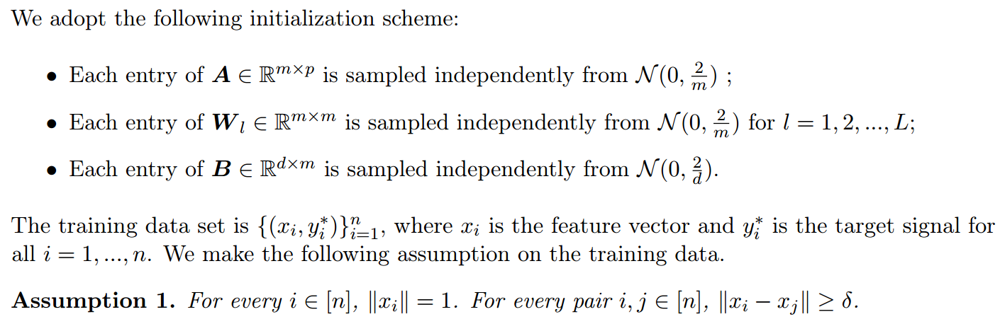 We adopt the following initialization scheme:
• Each entry of $\boldsymbol{A} \in \mathbb{R}^{m \times p}$ is sampled independently from $\mathcal{N}(0, \frac{2}{m})$ ;
• Each entry of $\boldsymbol{W}_l \in \mathbb{R}^{m \times m}$ is sampled independently from $\mathcal{N}(0, \frac{2}{m})$ for $l = 1, 2, ..., L$;
• Each entry of $\boldsymbol{B} \in \mathbb{R}^{d \times m}$ is sampled independently from $\mathcal{N}(0, \frac{2}{d})$.
The training data set is $\{(x_i, y_i^*)\}_{i=1}^n$, where $x_i$ is the feature vector and $y_i^*$ is the target signal for
all $i = 1, ..., n$. We make the following assumption on the training data.
Assumption 1. For every $i \in [n]$, $\|x_i\| = 1$. For every pair $i, j \in [n]$, $\|x_i - x_j\| \geq \delta$.